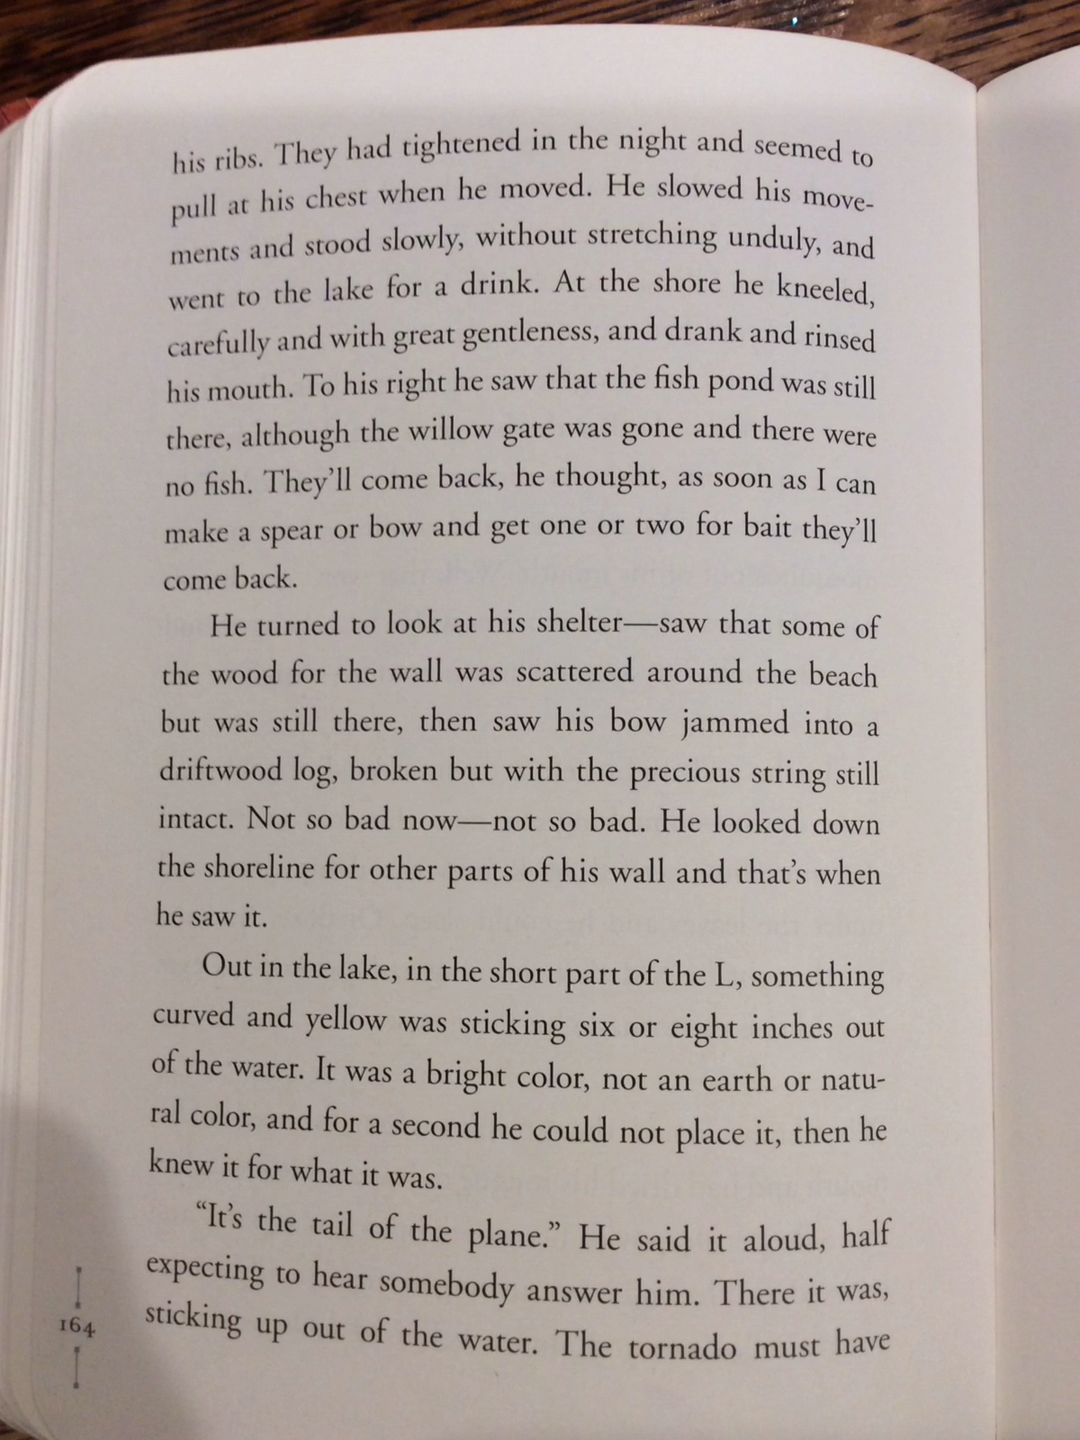 his ribs. They had tightened in the night and seemed to
pull at his chest when he moved. He slowed his move-
ments and stood slowly, without stretching unduly, and
went to the lake for a drink. At the shore he kneeled,
carefully and with great gentleness, and drank and rinsed
his mouth. To his right he saw that the fish pond was still
there, although the willow gate was gone and there were
no fish. They'll come back, he thought, as soon as I can
make a spear or bow and get one or two for bait they'll
come back.
He turned to look at his shelter—saw that some of
the wood for the wall was scattered around the beach
but was still there, then saw his bow jammed into a
driftwood log, broken but with the precious string still
intact. Not so bad now—not so bad. He looked down
the shoreline for other parts of his wall and that's when
he saw it.
Out in the lake, in the short part of the L, something
curved and yellow was sticking six or eight inches out
of the water. It was a bright color, not an earth or natu-
ral color, and for a second he could not place it, then he
knew it for what it was.
“It's the tail of the plane.” He said it aloud, half
expecting to hear somebody answer him. There it was,
sticking up out of the water. The tornado must have
164